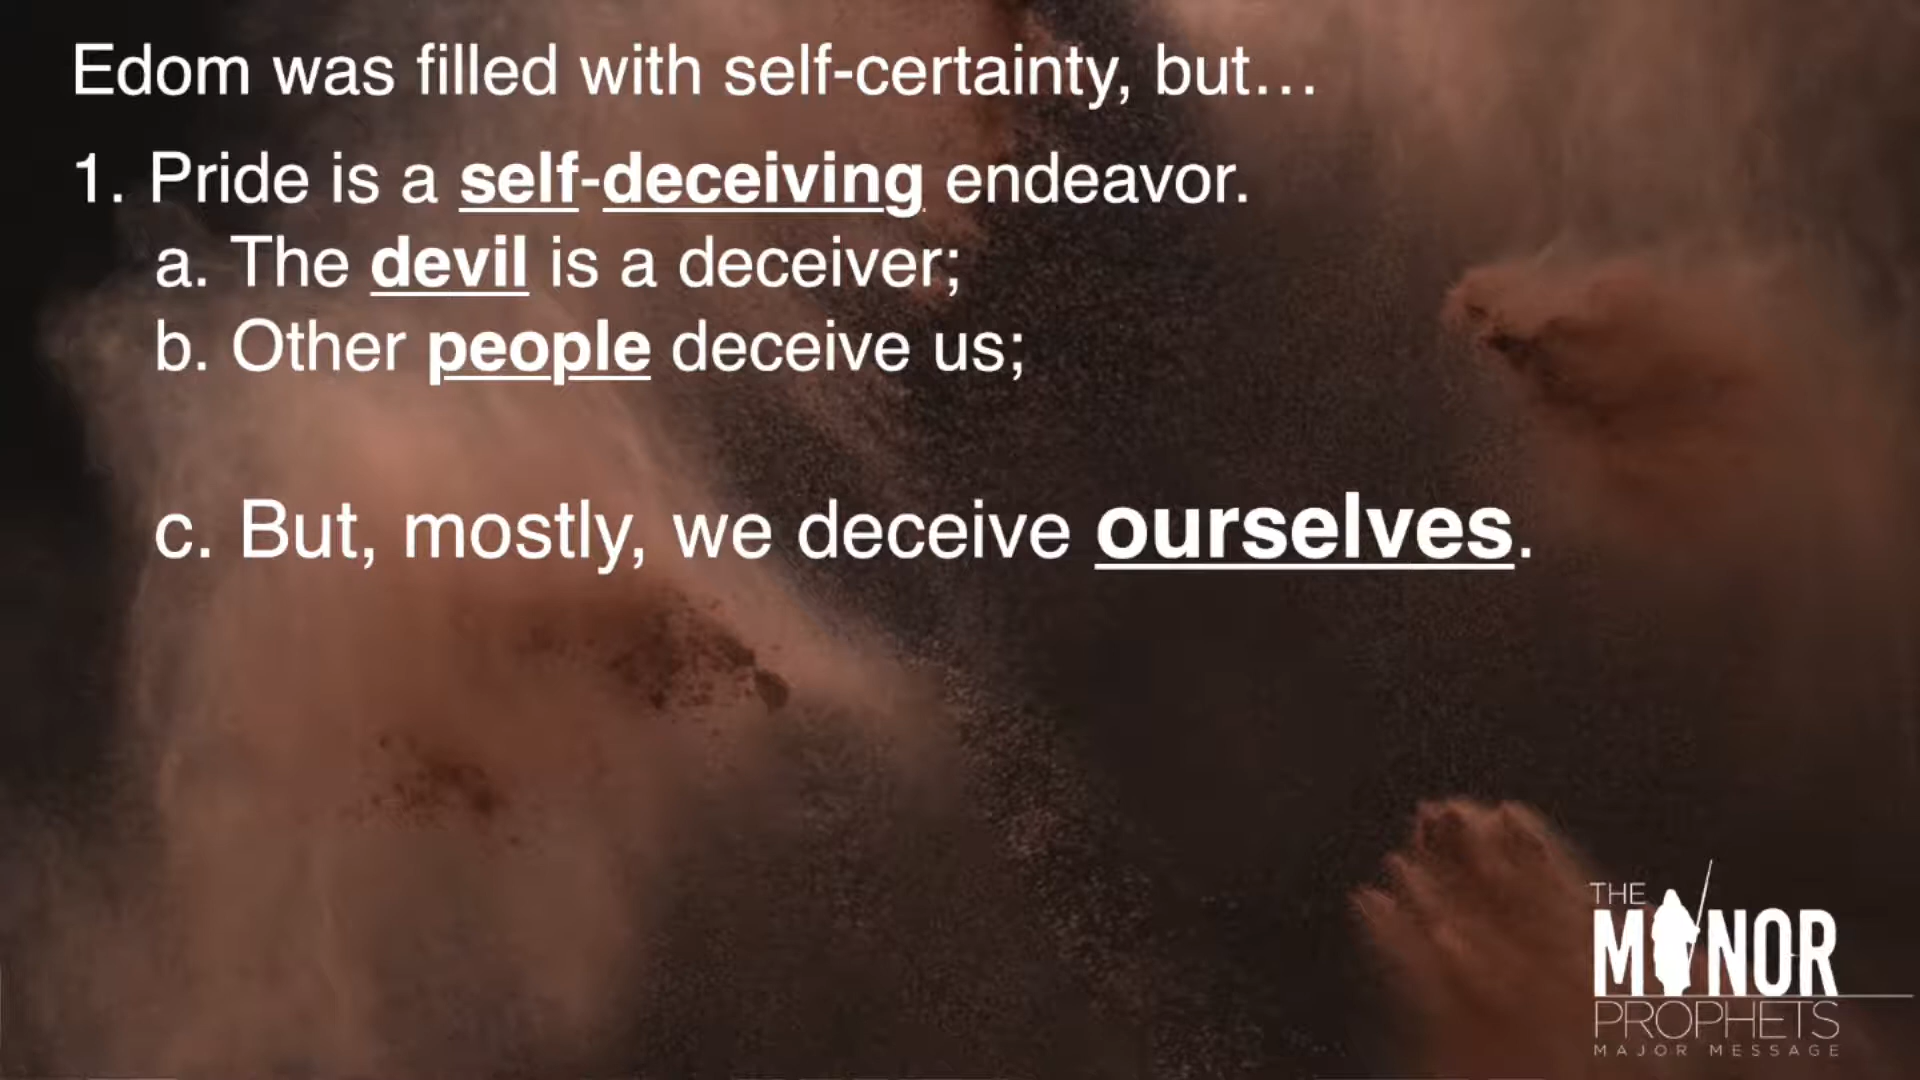 Edom was filled with self-certainty, but…
1. Pride is a self-deceiving endeavor.
a. The devil is a deceiver;
b. Other people deceive us;
c. But, mostly, we deceive ourselves.
THE
MINOR
PROPHETS
MAJOR MESSAGE